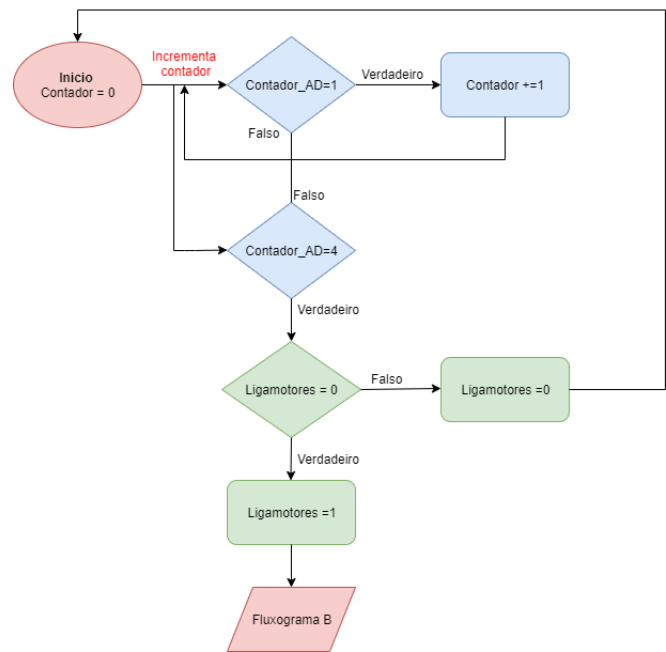 Inicio
Contador = 0
Incrementa
contador
Contador_AD=1
Verdadeiro
Contador +=1
Falso
Falso
Contador_AD=4
Verdadeiro
Ligamotores = 0
Falso
Ligamotores =0
Verdadeiro
Ligamotores =1
Fluxograma B